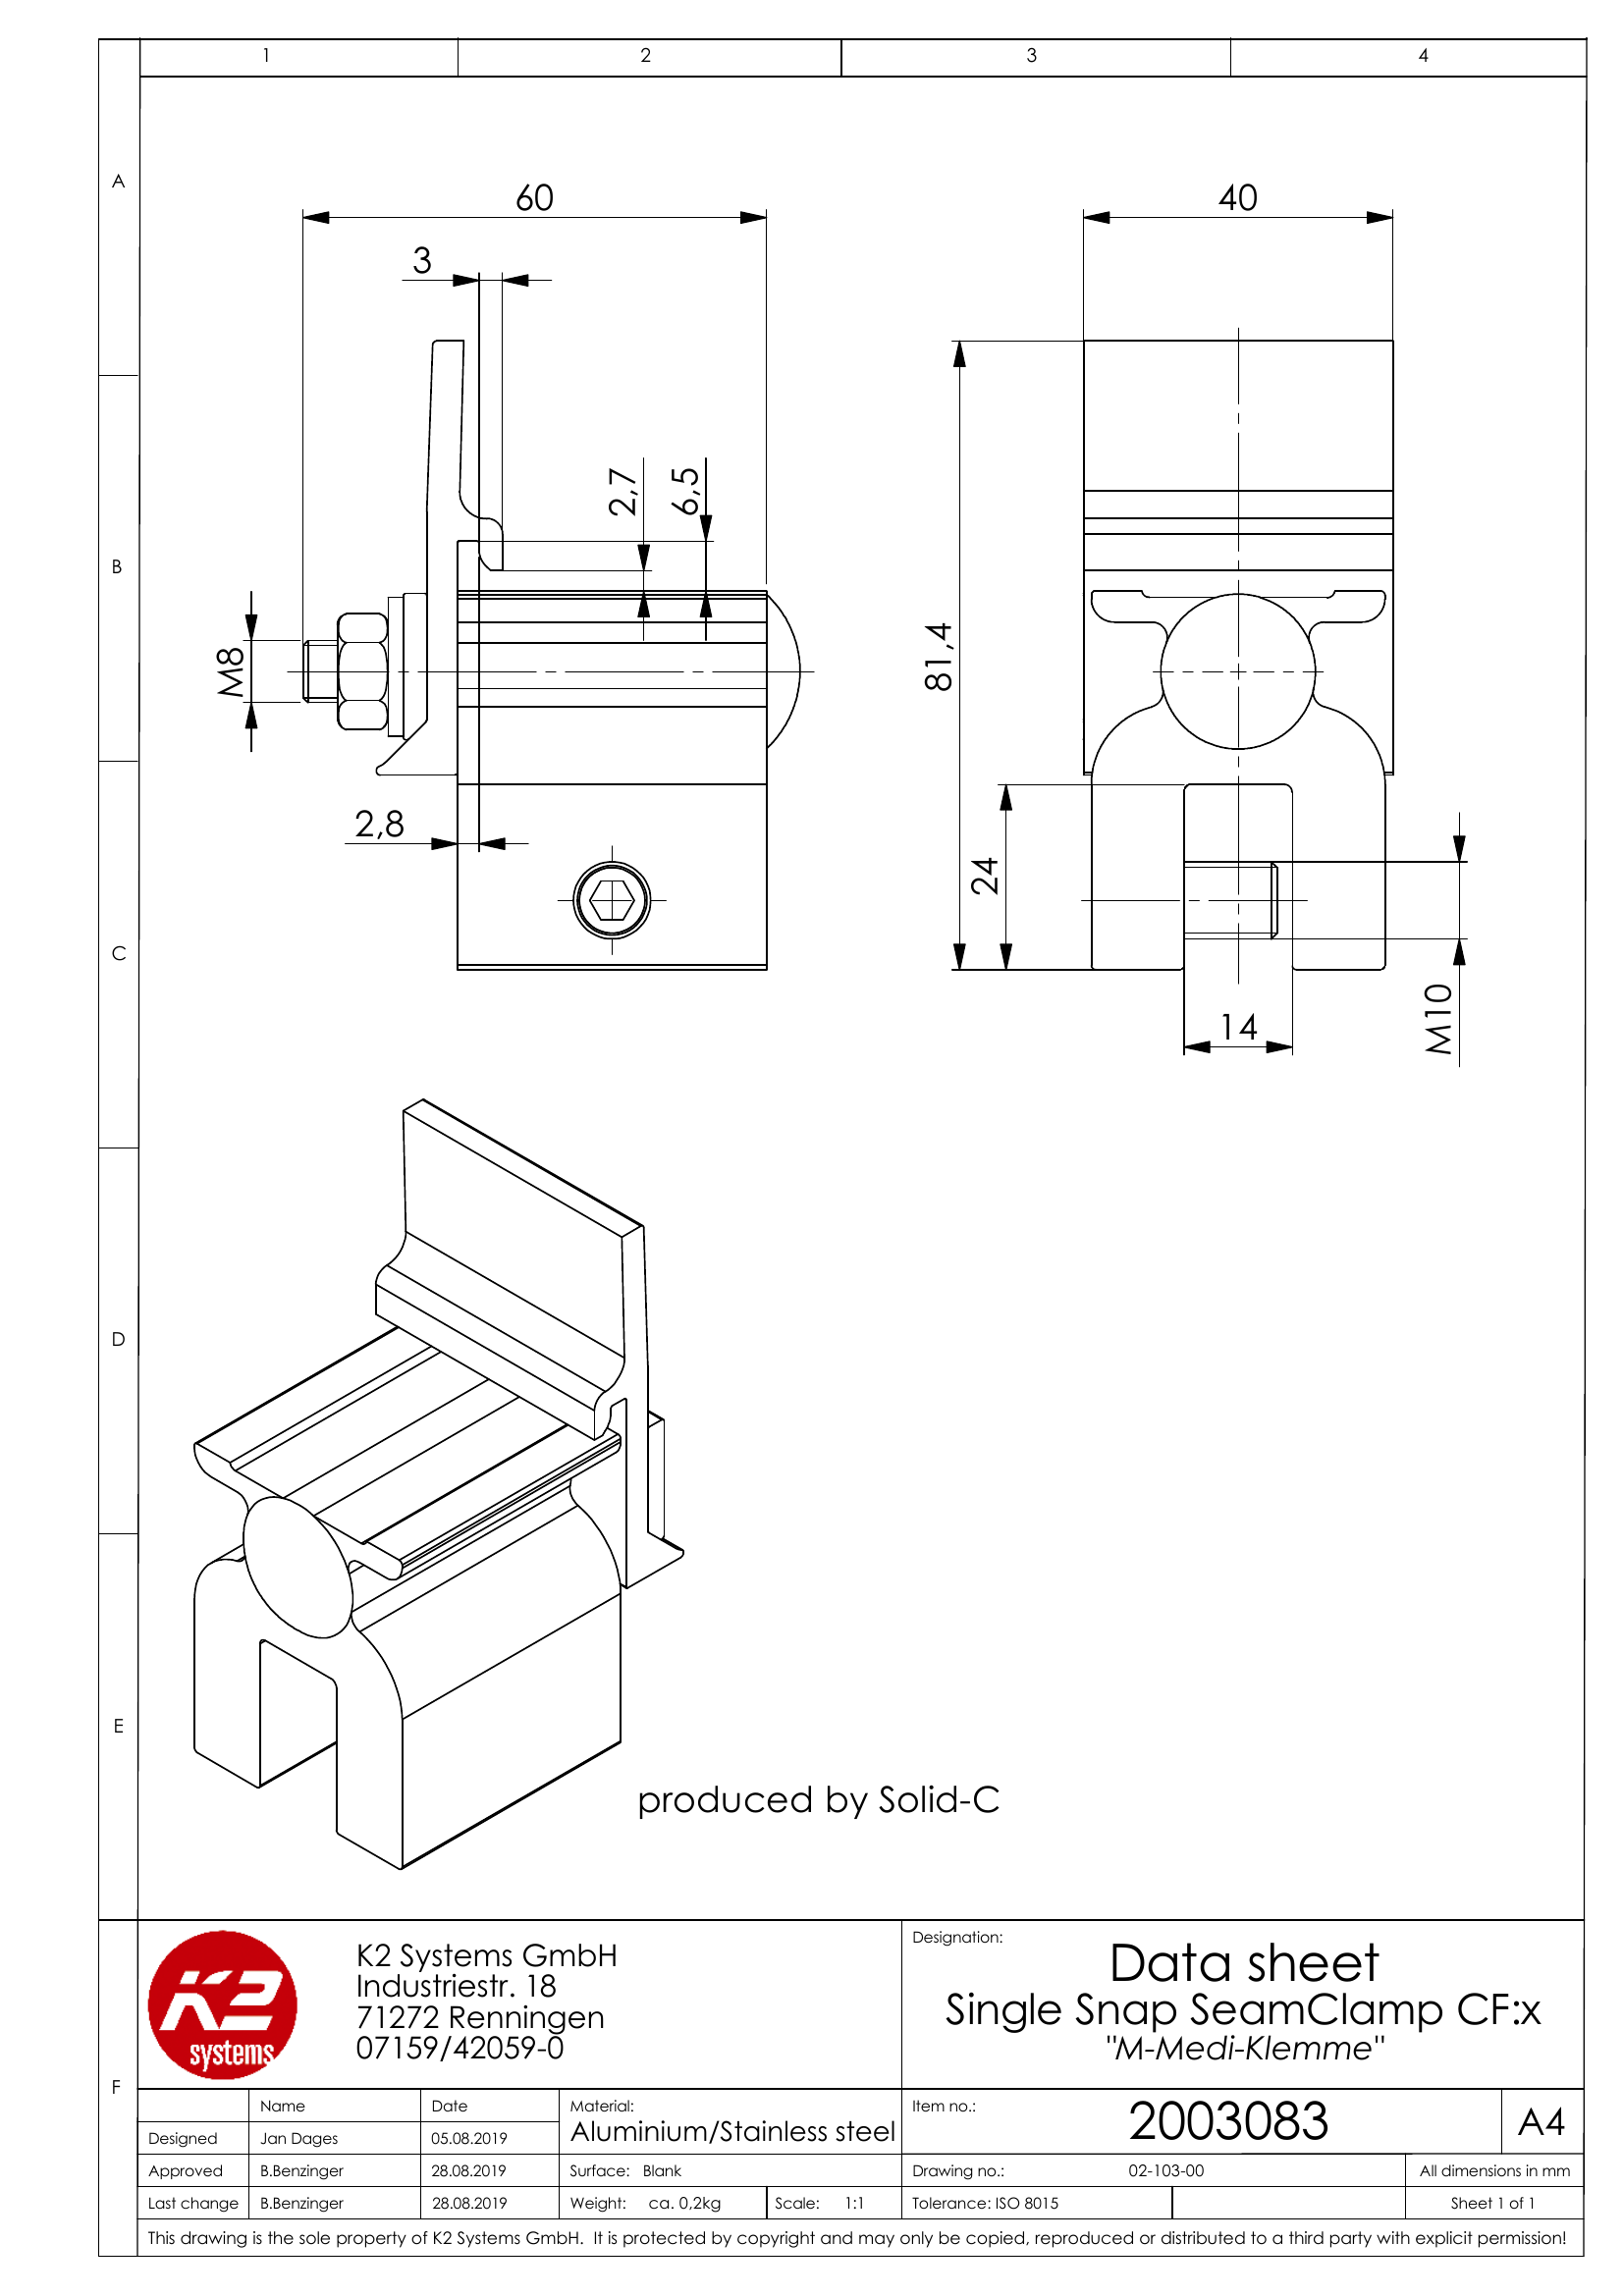 1 2 3 4
A
B
C
D
E
F
60
40
3
2,7
6,5
M8
81,4
2,8
24
14
M10
produced by Solid-C
K2
systems
K2 Systems GmbH
Industriestr. 18
71272 Renningen
07159/42059-0
Designation:
Data sheet
Single Snap SeamClamp CF:x
"M-Medi-Klemme"
Name Date
Designed Jan Dages 05.08.2019
Approved B.Benzinger 28.08.2019
Last change B.Benzinger 28.08.2019
Material:
Aluminium/Stainless steel
Surface: Blank
Weight: ca. 0,2kg Scale: 1:1
Item no.: 2003083 A4
Drawing no.: 02-103-00 All dimensions in mm
Tolerance: ISO 8015 Sheet 1 of 1
This drawing is the sole property of K2 Systems GmbH. It is protected by copyright and may only be copied, reproduced or distributed to a third party with explicit permission!